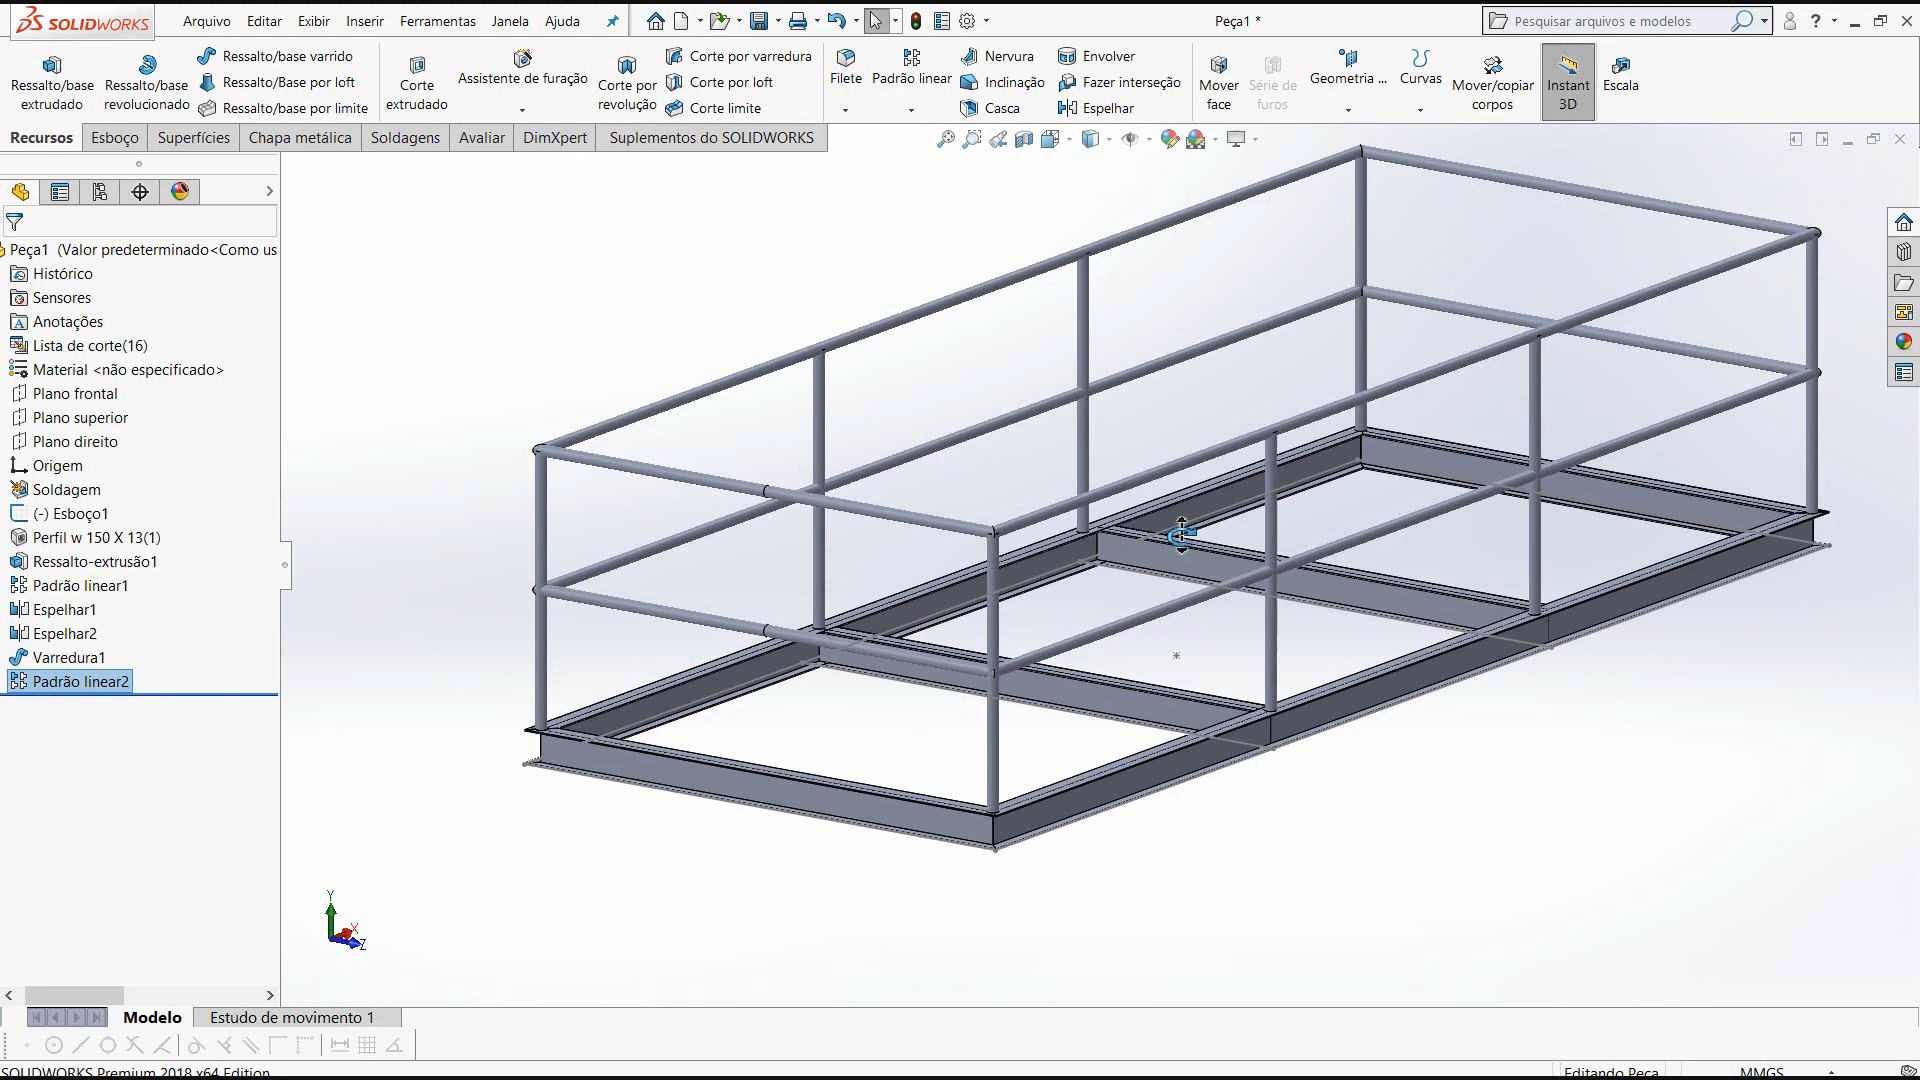 SOLIDWORKS Arquivo Editar Exibir Inserir Ferramentas Janela Ajuda Peça1 * Pesquisar arquivos e modelos ?
Ressalto/base extrudado
Ressalto/base revolucionado
Ressalto/base varrido
Ressalto/Base por loft
Ressalto/base por limite
Corte extrudado
Assistente de furação
Corte por revolução
Corte por varredura
Corte por loft
Corte limite
Filete
Padrão linear
Nervura
Inclinação
Casca
Envolver
Fazer interseção
Espelhar
Mover face
Série de furos
Geometria ...
Curvas
Mover/copiar corpos
Instant 3D
Escala
Recursos Esboço Superfícies Chapa metálica Soldagens Avaliar DimXpert Suplementos do SOLIDWORKS
Peça1 (Valor predeterminado<Como us
Histórico
Sensores
Anotações
Lista de corte(16)
Material <não especificado>
Plano frontal
Plano superior
Plano direito
Origem
Soldagem
(-) Esboço1
Perfil w 150 X 13(1)
Ressalto-extrusão1
Padrão linear1
Espelhar1
Espelhar2
Varredura1
Padrão linear2
Y
X
Z
Modelo Estudo de movimento 1
SOLIDWORKS Premium 2018 x64 Edition Editando Peça MMGS